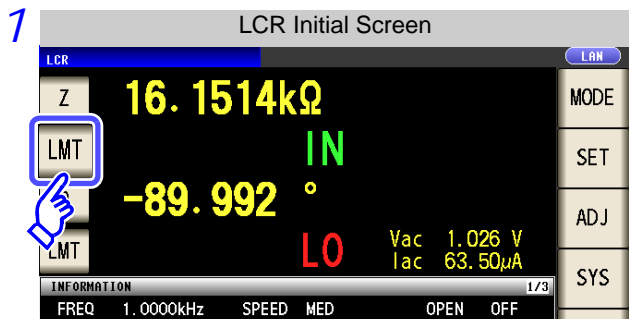 1
LCR Initial Screen
LCR
LAN
Z
16.1514kΩ
MODE
LMT
IN
SET
-89.992 °
ADJ
LMT
LO
Vac 1.026 V
Iac 63.50µA
SYS
INFORMATION 1/3
FREQ 1.0000kHz SPEED MED OPEN OFF